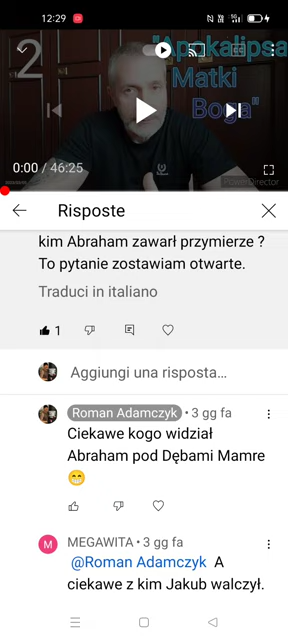 12:29
2
"Apokalipsa
Matki
Boga"
0:00 / 46:25
PowerDirector
Risposte
kim Abraham zawarł przymierze ?
To pytanie zostawiam otwarte.
Traduci in italiano
1
Aggiungi una risposta...
Roman Adamczyk • 3 gg fa
Ciekawe kogo widział
Abraham pod Dębami Mamre
😁
M
MEGAWITA • 3 gg fa
@Roman Adamczyk A
ciekawe z kim Jakub walczył.